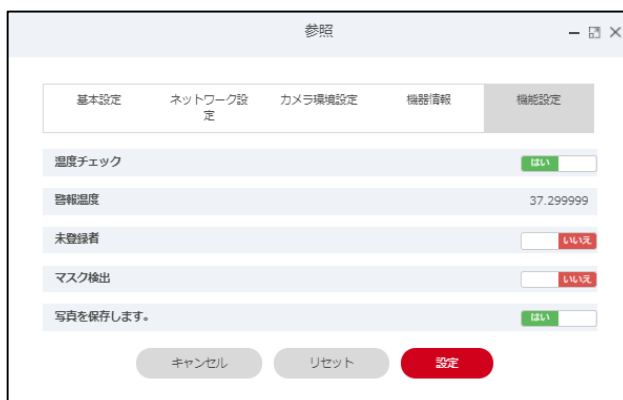 参照
基本設定
ネットワーク設
定
カメラ環境設定
機器情報
機能設定
温度チェック
はい
警報温度
37.299999
未登録者
いいえ
マスク検出
いいえ
写真を保存します。
はい
キャンセル
リセット
設定